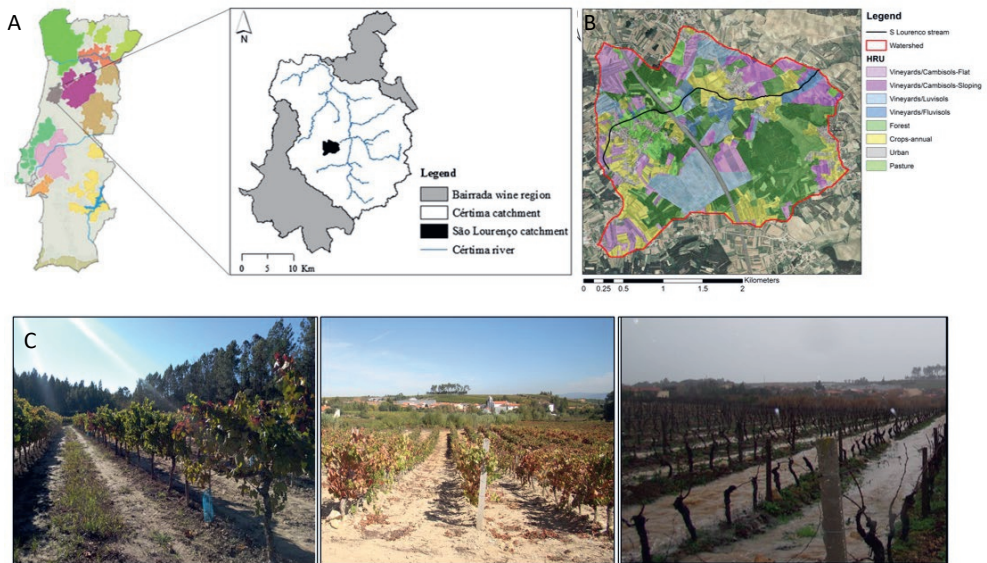 A
N
Legend
Bairrada wine region
Cértima catchment
São Lourenço catchment
Cértima river
0 5 10 Km
B
Legend
S Lourenco stream
Watershed
HRU
Vineyards/Cambisols-Flat
Vineyards/Cambisols-Sloping
Vineyards/Luvisols
Vineyards/Fluvisols
Forest
Crops-annual
Urban
Pasture
Kilometers
0 0.25 0.5 1 1.5 2
C